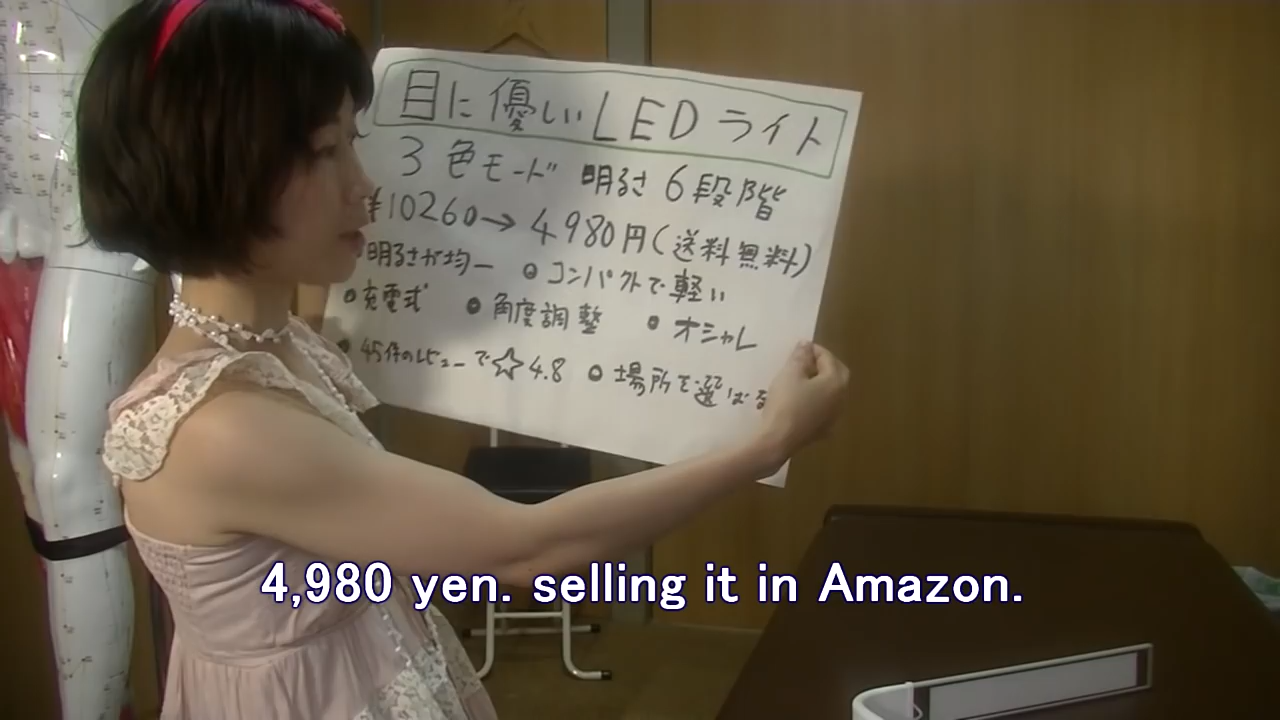 目に優しいLEDライト
3色モード 明るさ6段階
¥10260→4980円(送料無料)
明るさが均一 ●コンパクトで軽い
●充電式 ●角度調整 ●オシャレ
●45件のレビューで☆4.8 ●場所を選ばる
4,980 yen. selling it in Amazon.